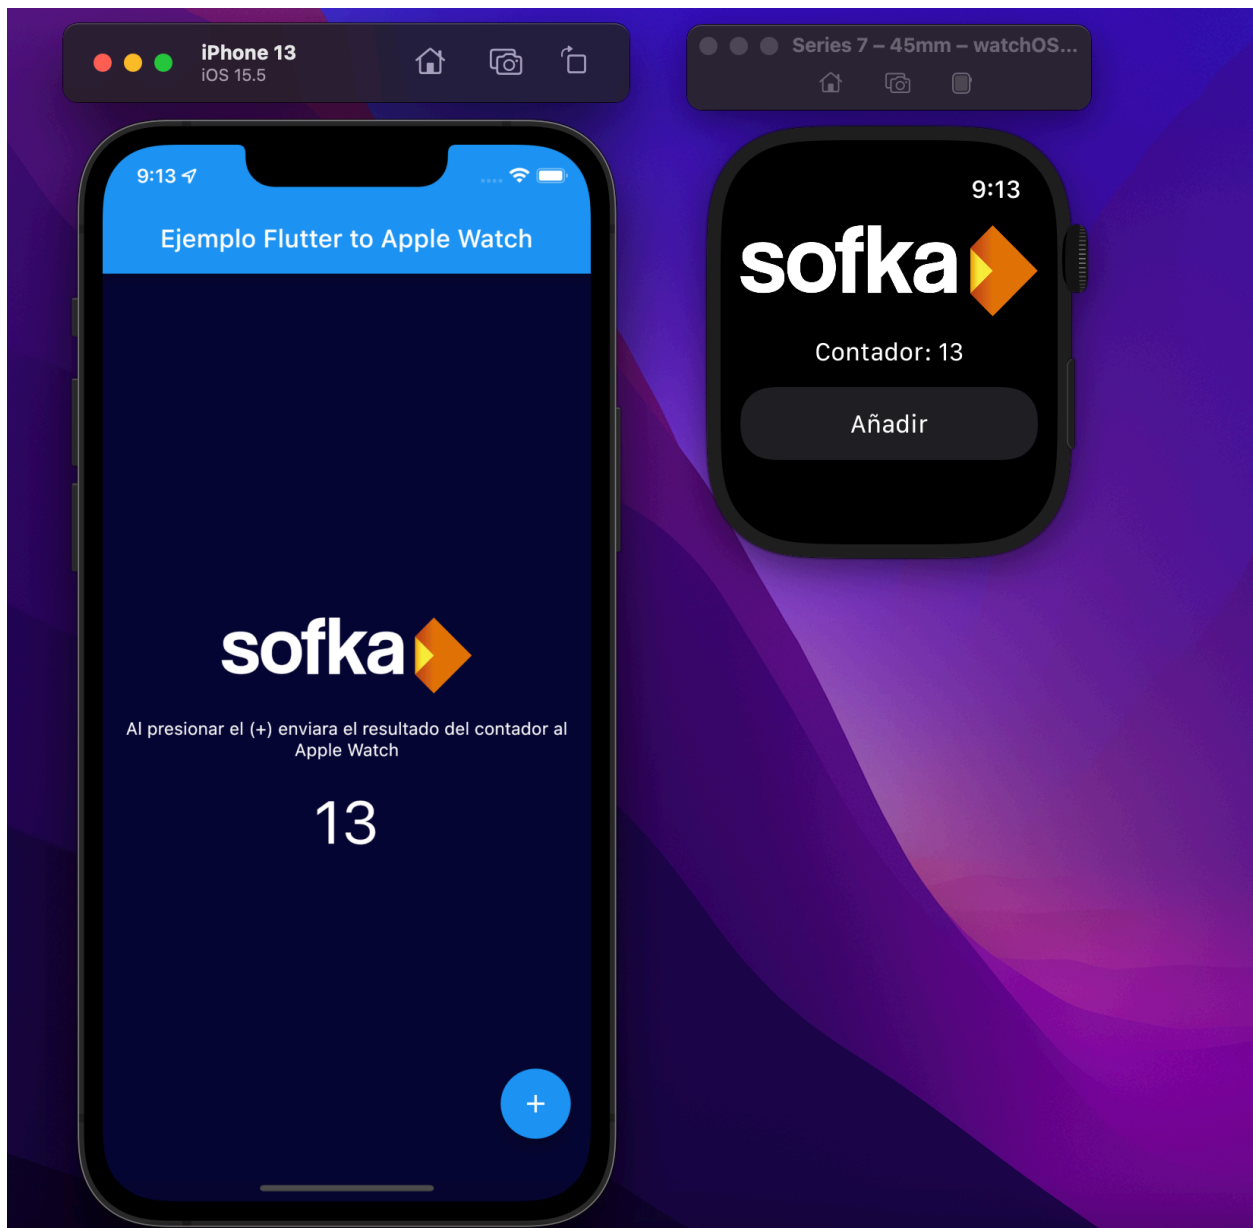 iPhone 13
iOS 15.5
9:13
Ejemplo Flutter to Apple Watch
sofka
Al presionar el (+) enviara el resultado del contador al
Apple Watch
13
+
Series 7 – 45mm – watchOS...
9:13
sofka
Contador: 13
Añadir